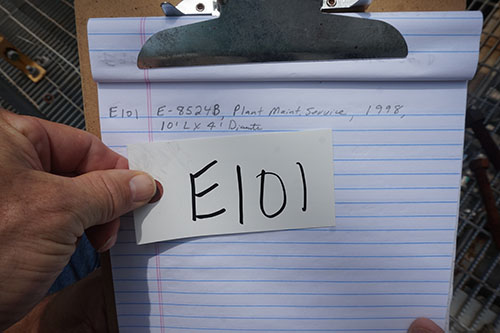 E101 E-8524B, Plant Maint. Service, 1998,
10' L x 4'
E101